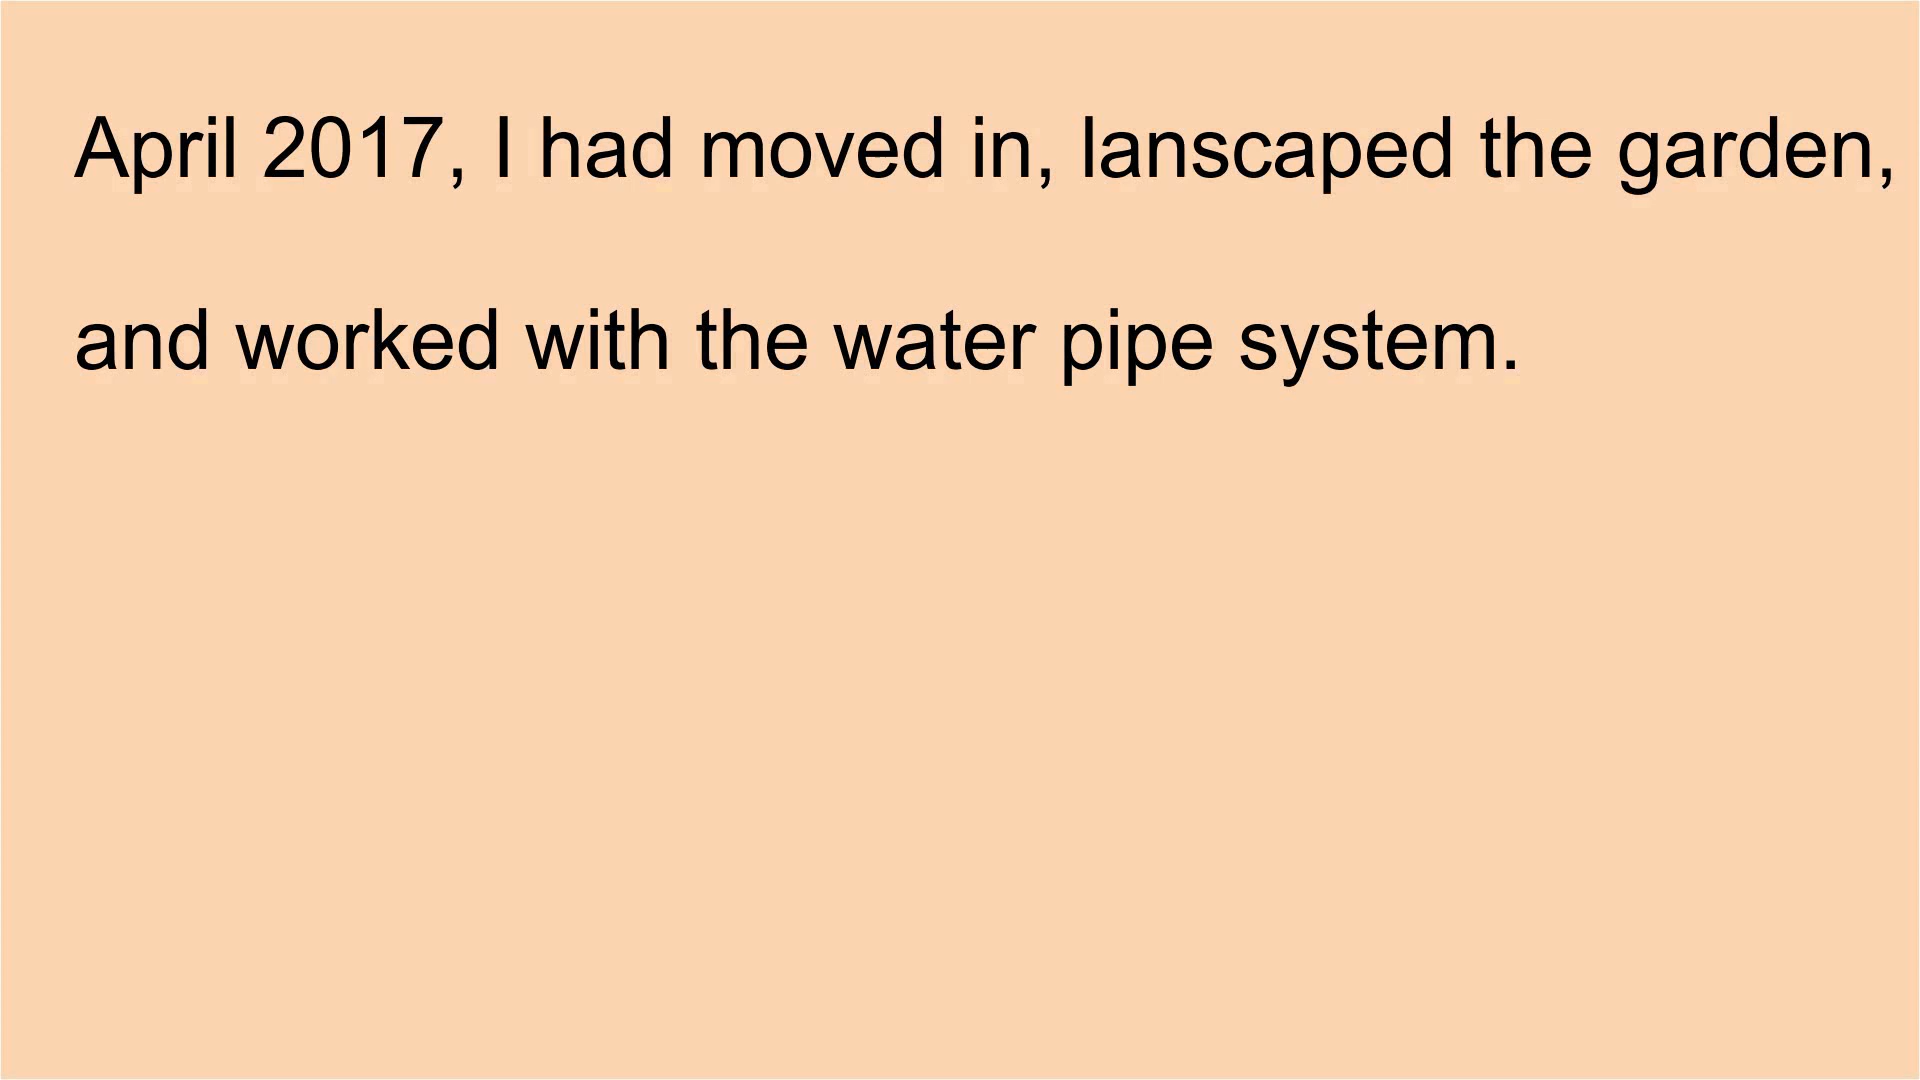 April 2017, I had moved in, lanscaped the garden,
and worked with the water pipe system.